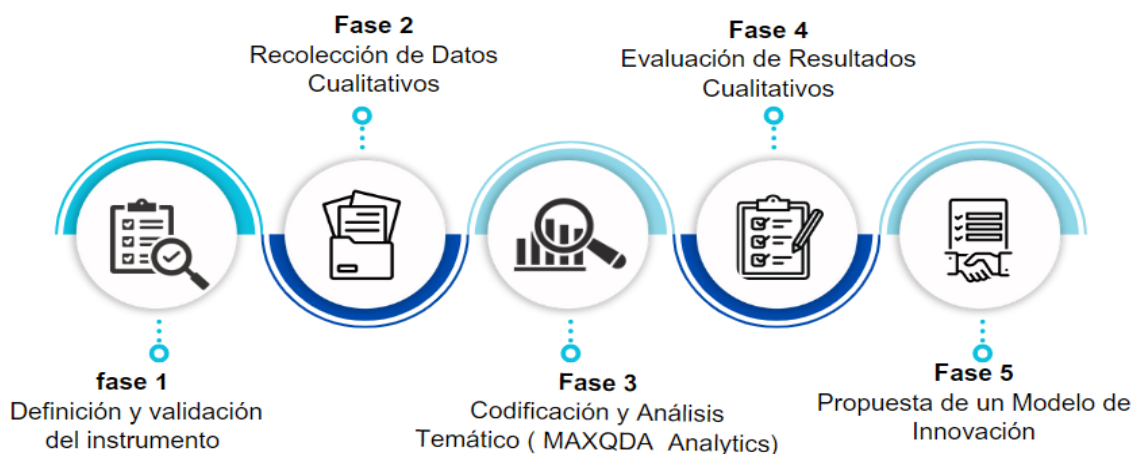 Fase 2
Recolección de Datos
Cualitativos
Fase 4
Evaluación de Resultados
Cualitativos
fase 1
Definición y validación
del instrumento
Fase 3
Codificación y Análisis
Temático ( MAXQDA Analytics)
Fase 5
Propuesta de un Modelo de
Innovación